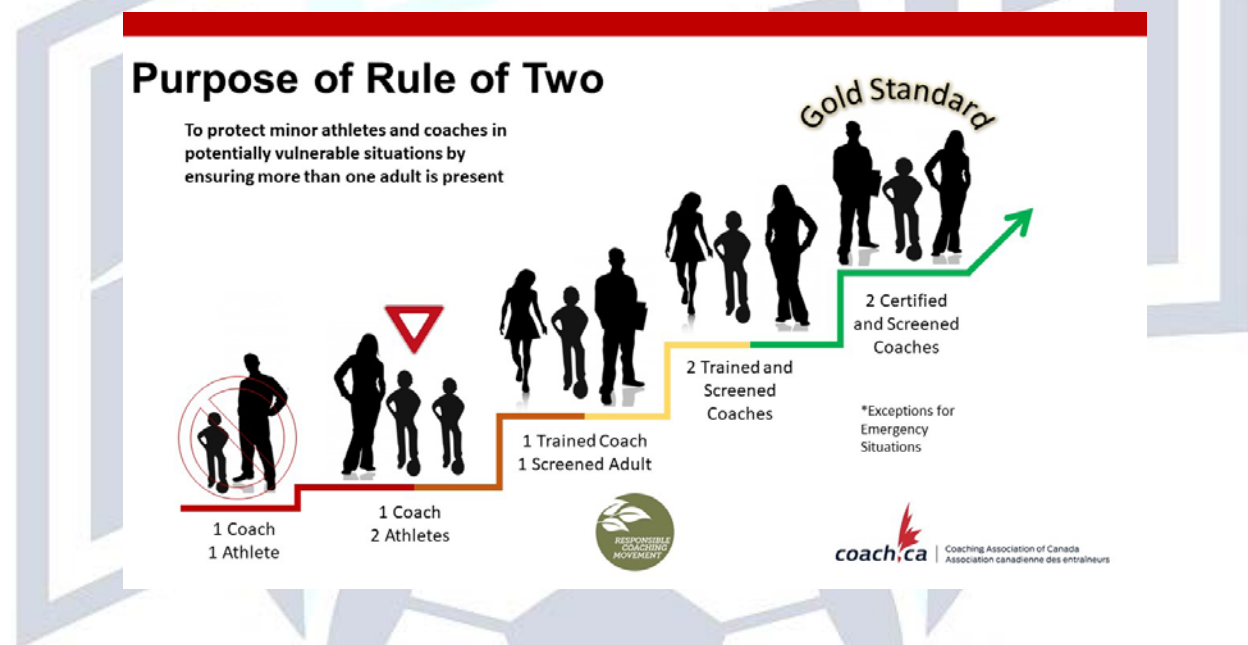 Purpose of Rule of Two
To protect minor athletes and coaches in
potentially vulnerable situations by
ensuring more than one adult is present
Gold Standard
2 Certified
and Screened
Coaches
2 Trained and
Screened
Coaches
*Exceptions for
Emergency
Situations
1 Trained Coach
1 Screened Adult
1 Coach
2 Athletes
1 Coach
1 Athlete
RESPONSIBLE
COACHING
MOVEMENT
coach.ca
Coaching Association of Canada
Association canadienne des entraîneurs